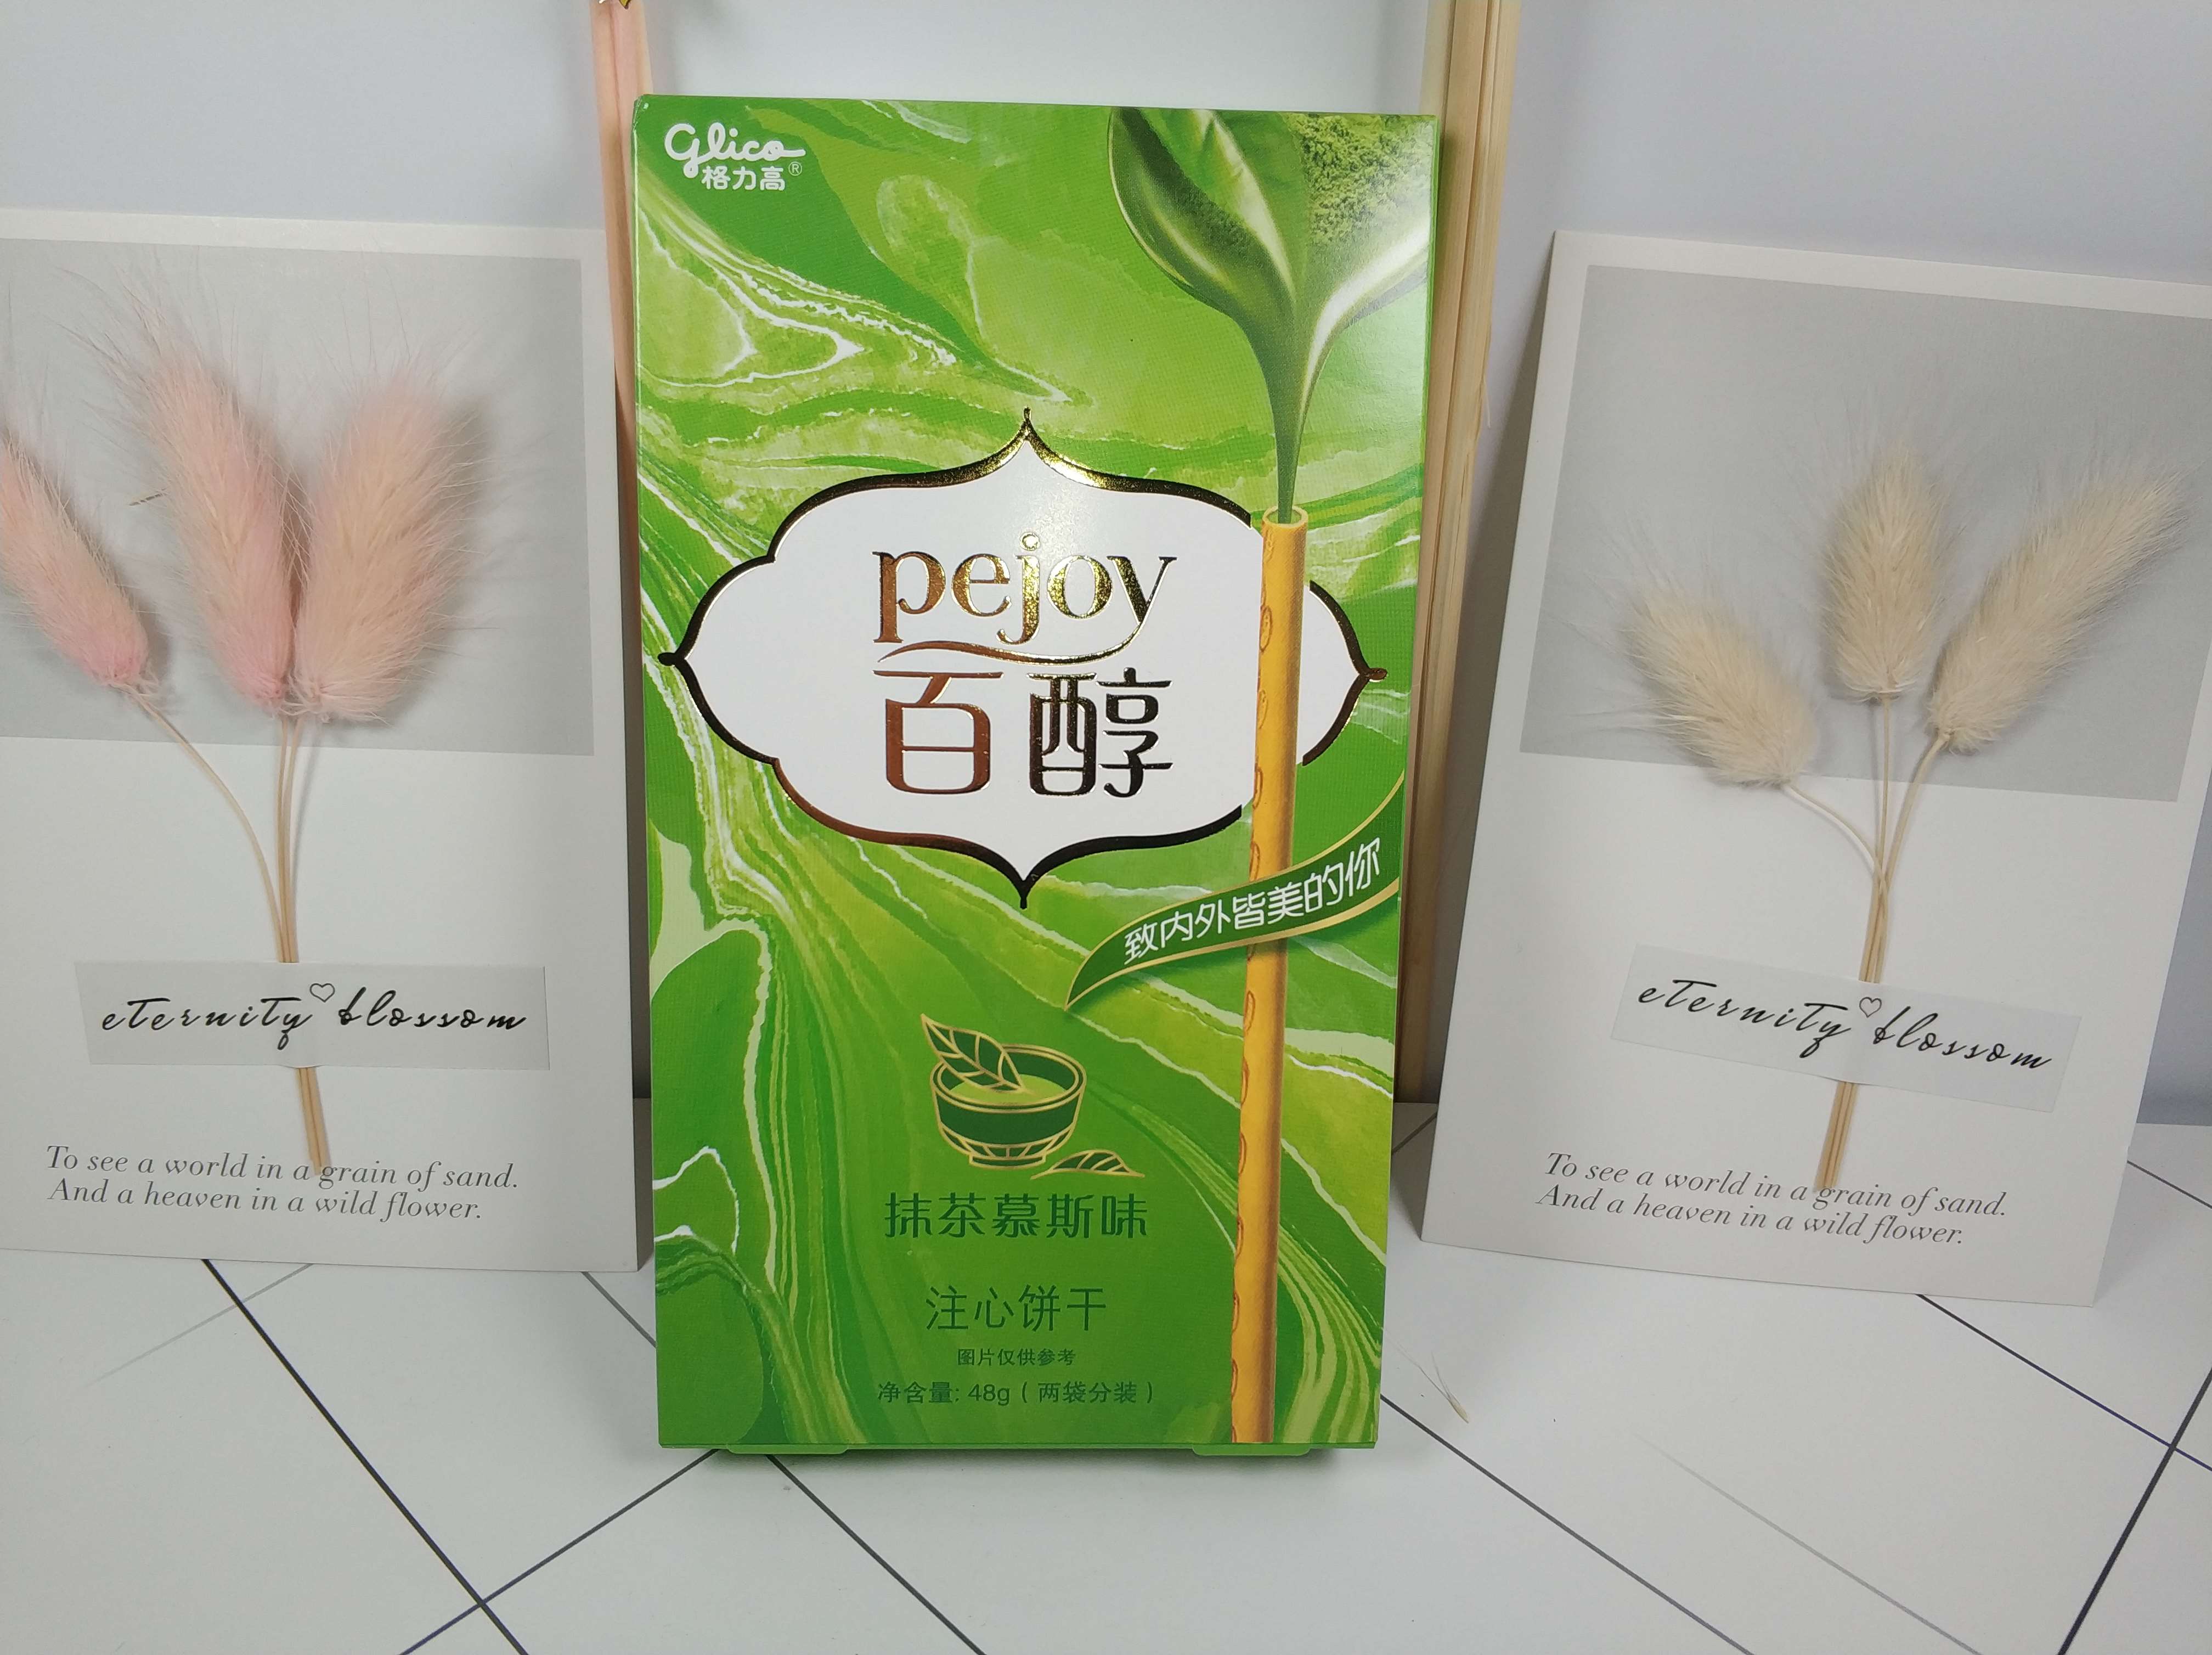 Glico
格力高®
pejoy
百醇
致内外皆美的你
抹茶慕斯味
注心饼干
图片仅供参考
净含量: 48g（两袋分装）
eternity♡blossom
To see a world in a grain of sand.
And a heaven in a wild flower.
eternity♡blossom
To see a world in a grain of sand.
And a heaven in a wild flower.